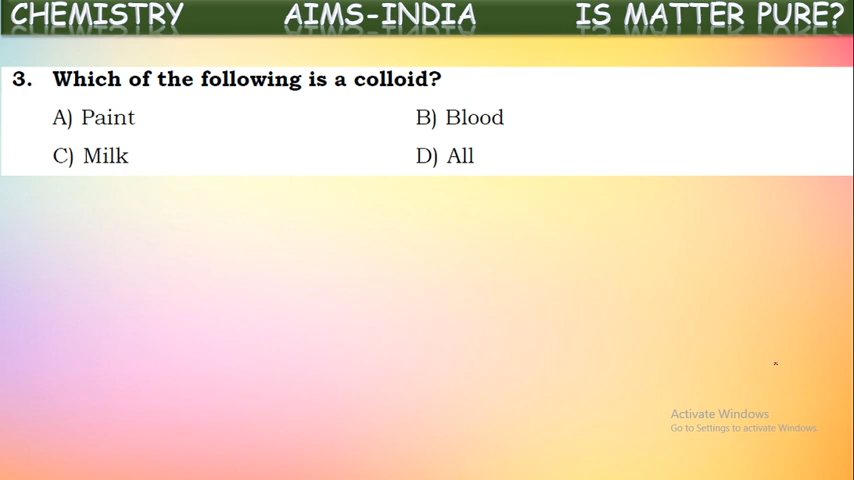 CHEMISTRY AIMS-INDIA IS MATTER PURE?
3. Which of the following is a colloid?
A) Paint B) Blood
C) Milk D) All
Activate Windows
Go to Settings to activate Windows.